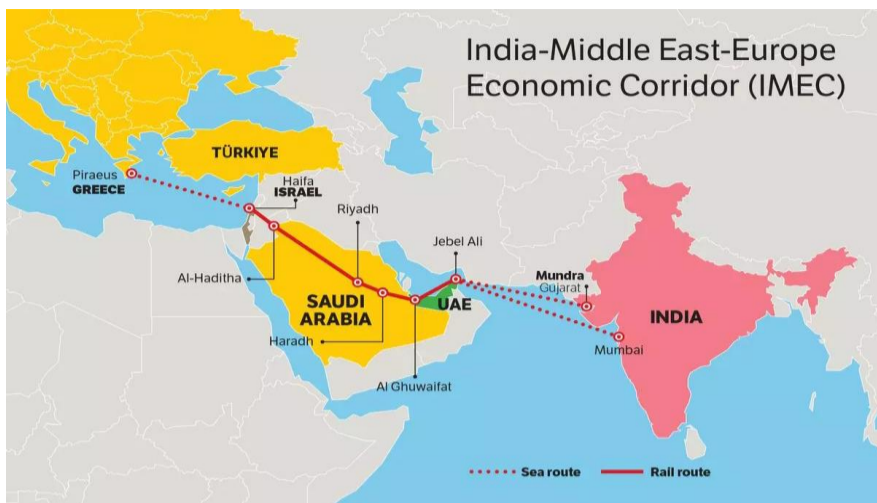 India-Middle East-Europe
Economic Corridor (IMEC)
TÜRKIYE
Piraeus
GREECE
Haifa
ISRAEL
Riyadh
Jebel Ali
Al-Haditha
Mundra
Gujarat
SAUDI
ARABIA
UAE
INDIA
Haradh
Mumbai
Al Ghuwaifat
Sea route
Rail route